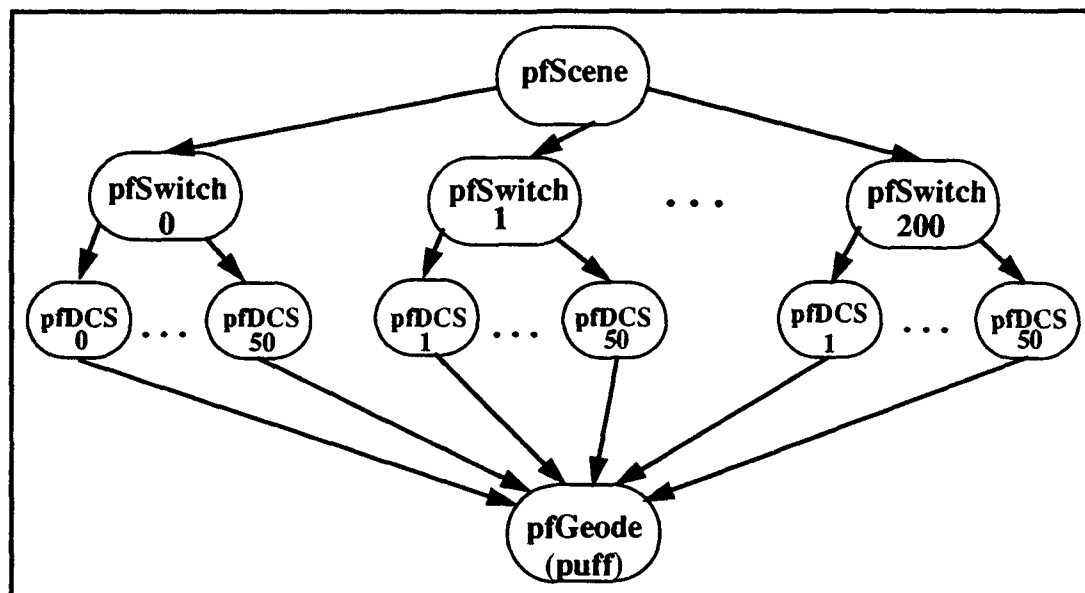 pfScene
pfSwitch
0
pfSwitch
1
. . .
pfSwitch
200
pfDCS
0
. . .
pfDCS
50
pfDCS
1
. . .
pfDCS
50
pfDCS
1
. . .
pfDCS
50
pfGeode
(puff)